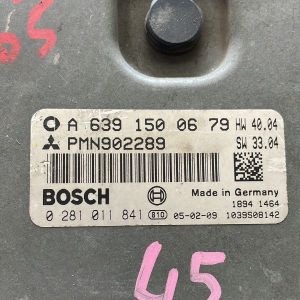 A 639 150 06 79 HW 40.04
PMN902289 SW 33.04
BOSCH
Made in Germany
1894 1464
0 281 011 841 810 05-02-09 1039S08142
45